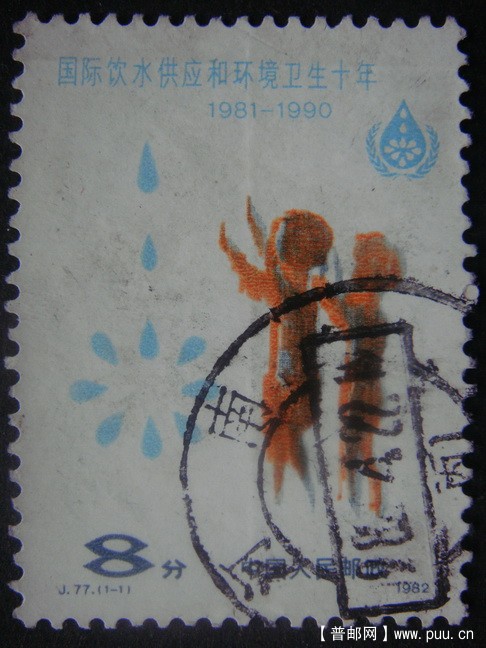 国际饮水供应和环境卫生十年
1981-1990
8分
中国人民邮政
J.77.(1-1)
1982
南
【普邮网】www.puu.cn